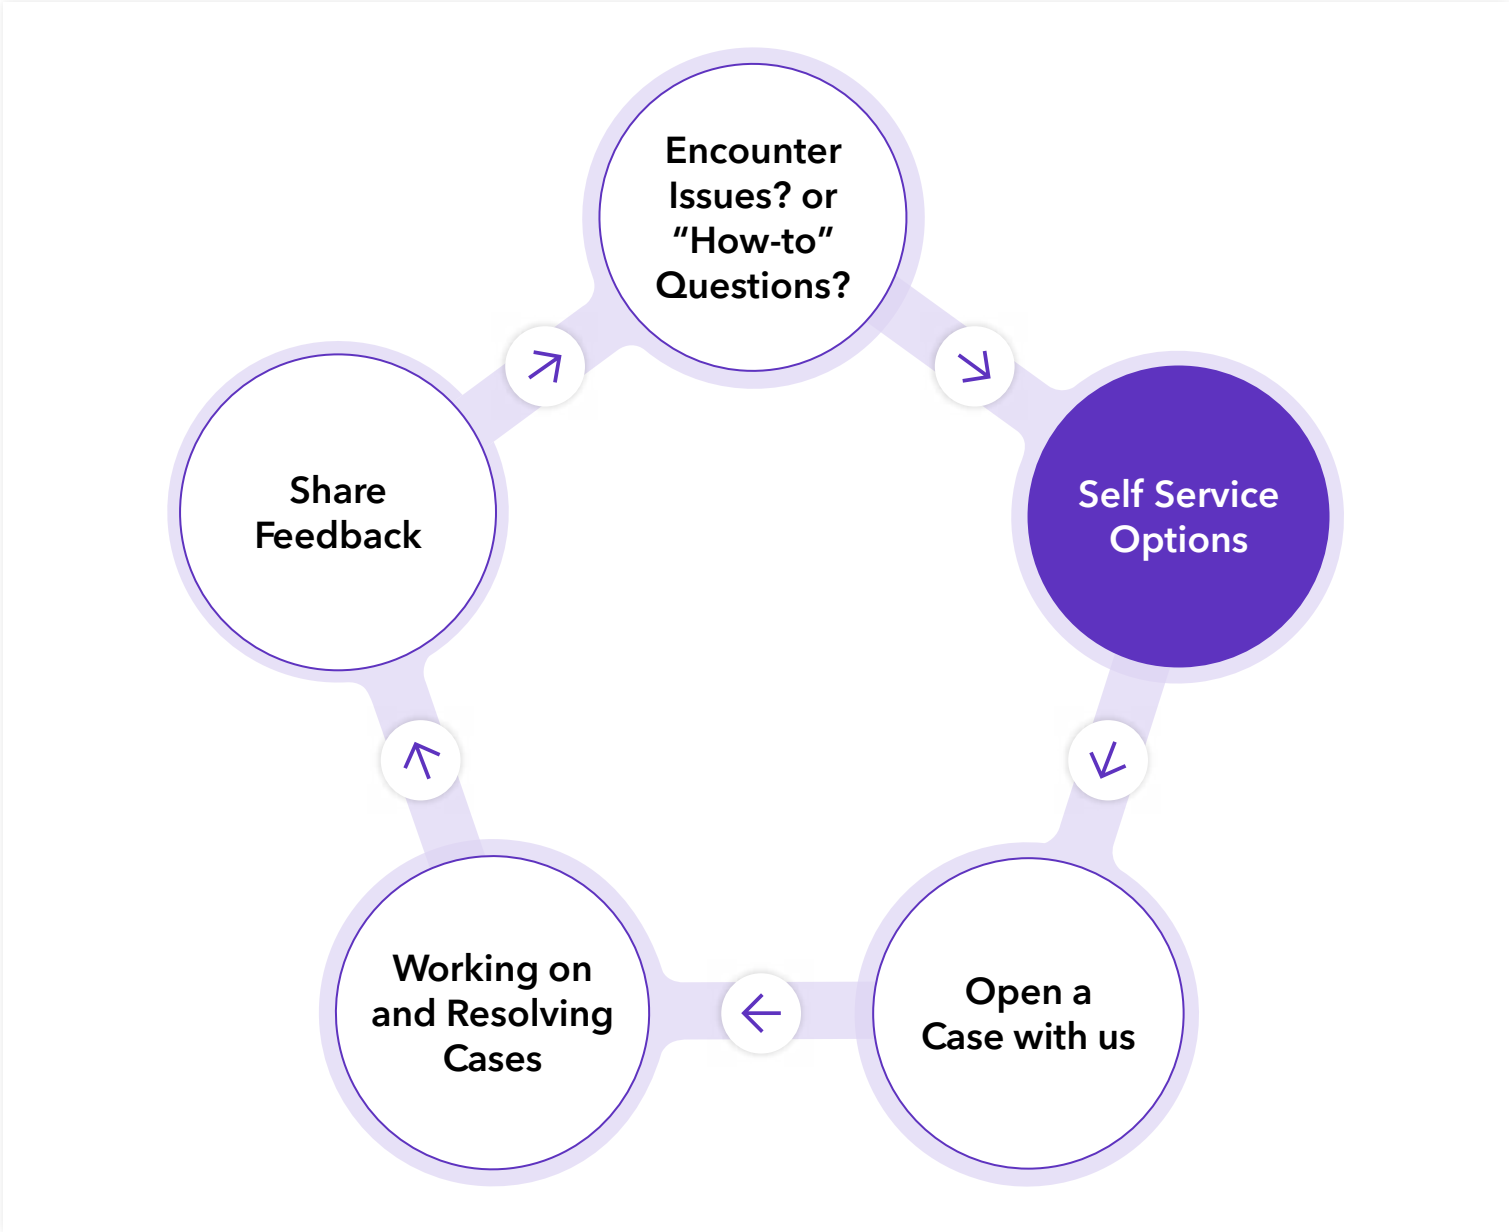 Encounter
Issues? or
“How-to”
Questions?
Self Service
Options
Open a
Case with us
Working on
and Resolving
Cases
Share
Feedback